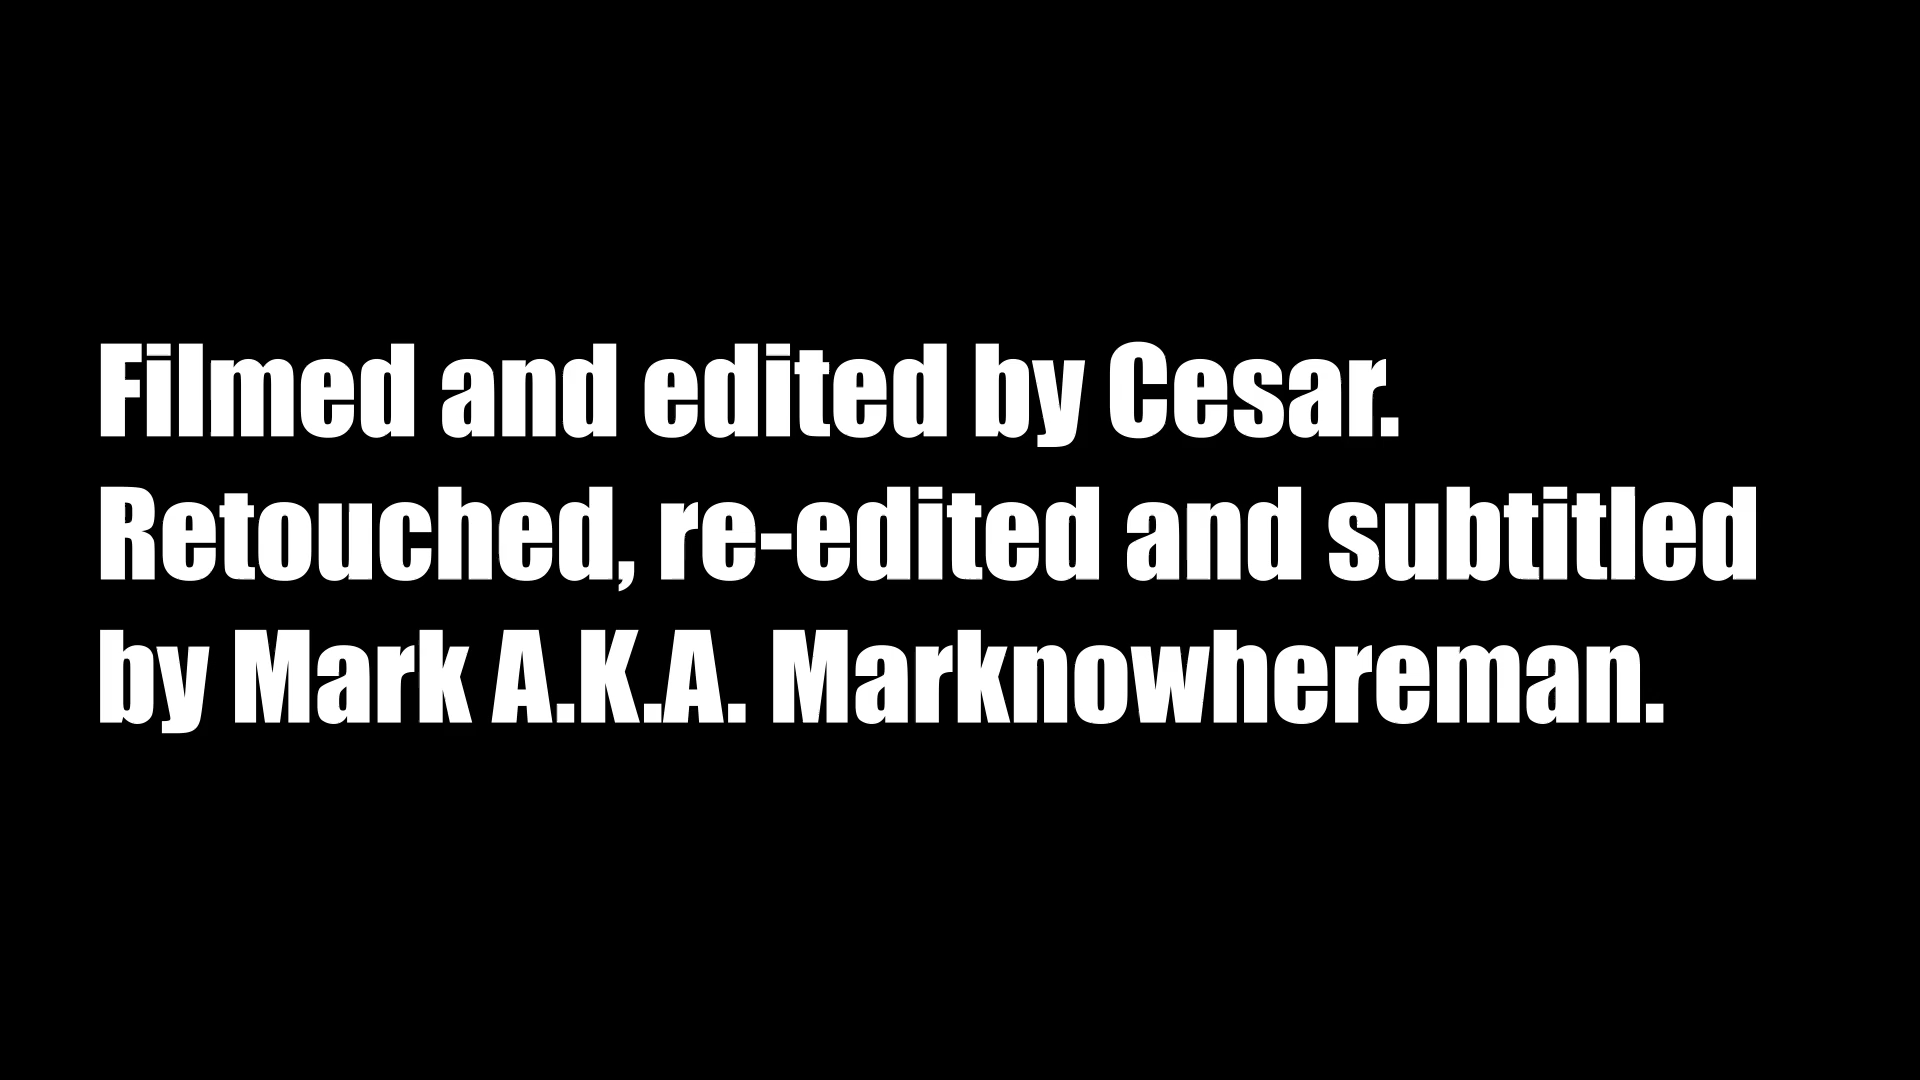 Filmed and edited by Cesar.
Retouched, re-edited and subtitled
by Mark A.K.A. Marknowhereman.